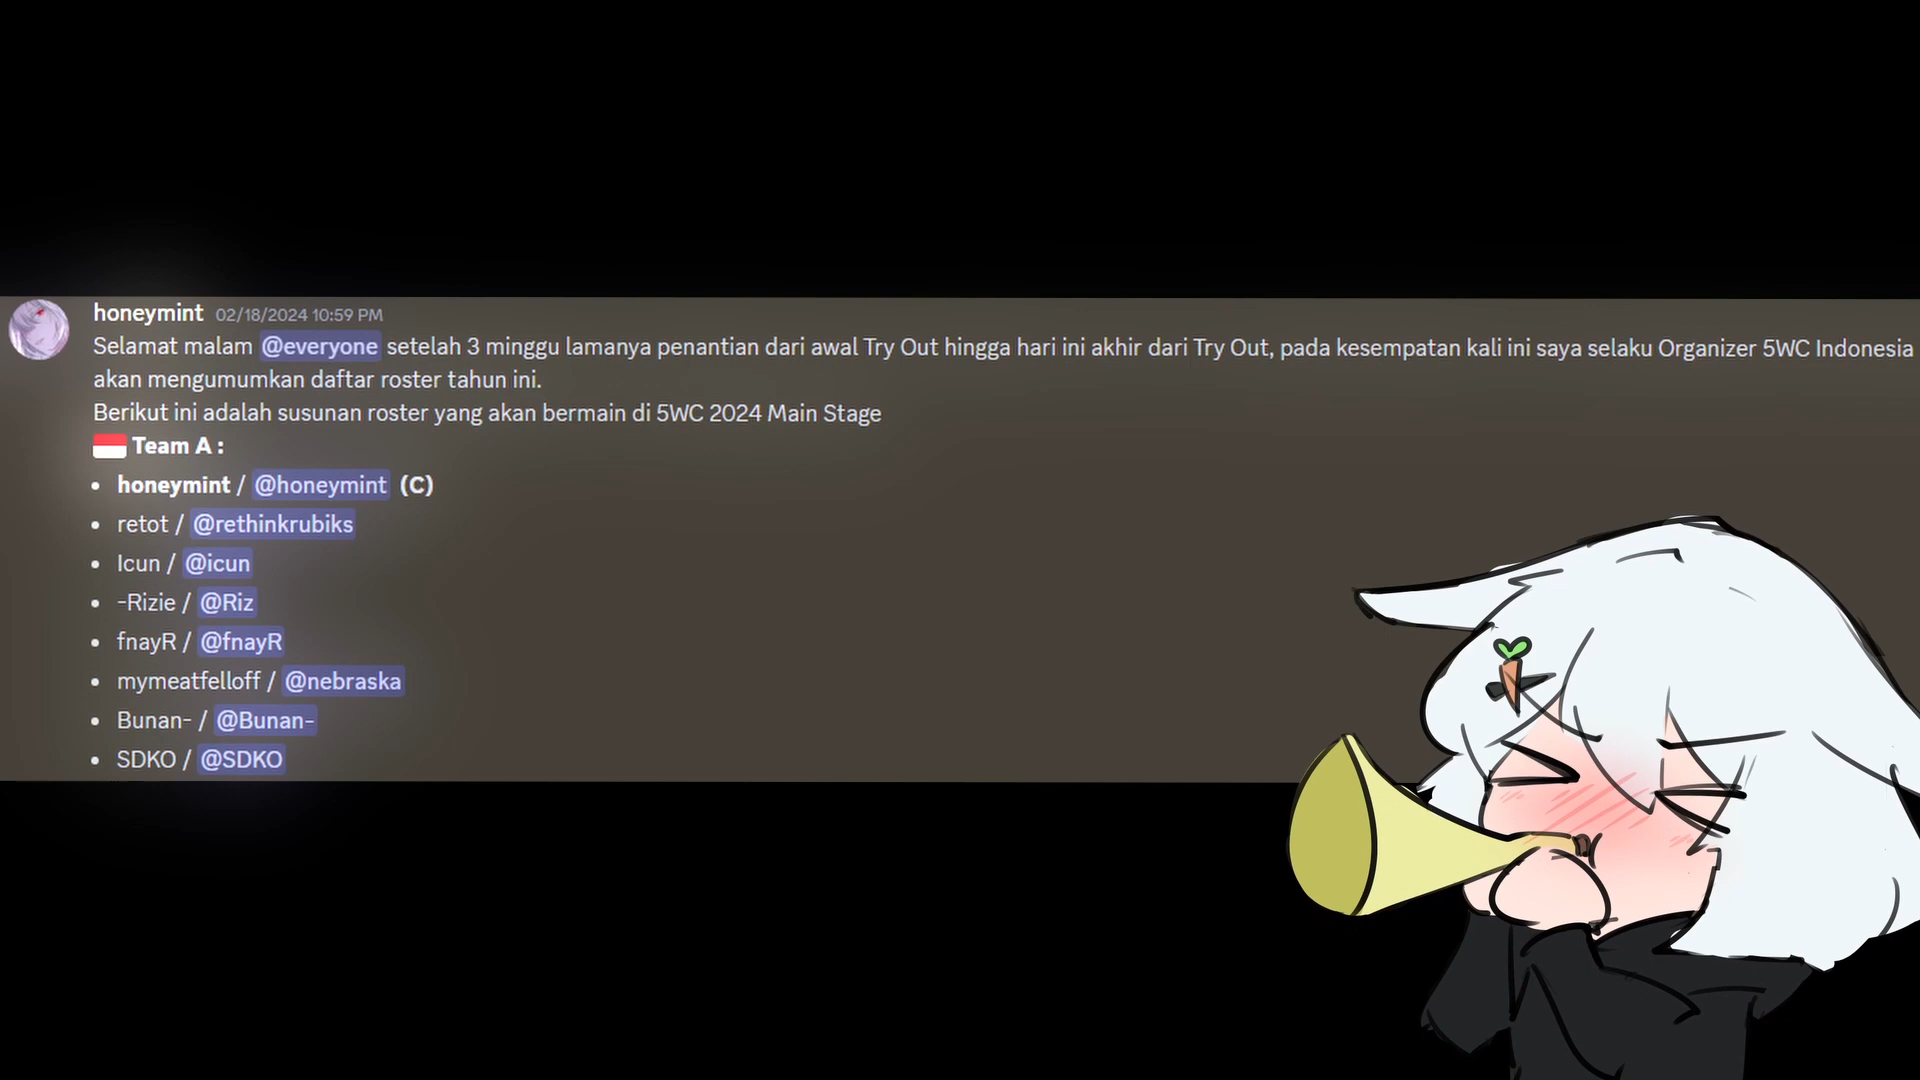 honeymint 02/18/2024 10:59 PM
Selamat malam @everyone setelah 3 minggu lamanya penantian dari awal Try Out hingga hari ini akhir dari Try Out, pada kesempatan kali ini saya selaku Organizer 5WC Indonesia
akan mengumumkan daftar roster tahun ini.
Berikut ini adalah susunan roster yang akan bermain di 5WC 2024 Main Stage
Team A :
• honeymint / @honeymint (C)
• retot / @rethinkrubiks
• Icun / @icun
• -Rizie / @Riz
• fnayR / @fnayR
• mymeatfelloff / @nebraska
• Bunan- / @Bunan-
• SDKO / @SDKO